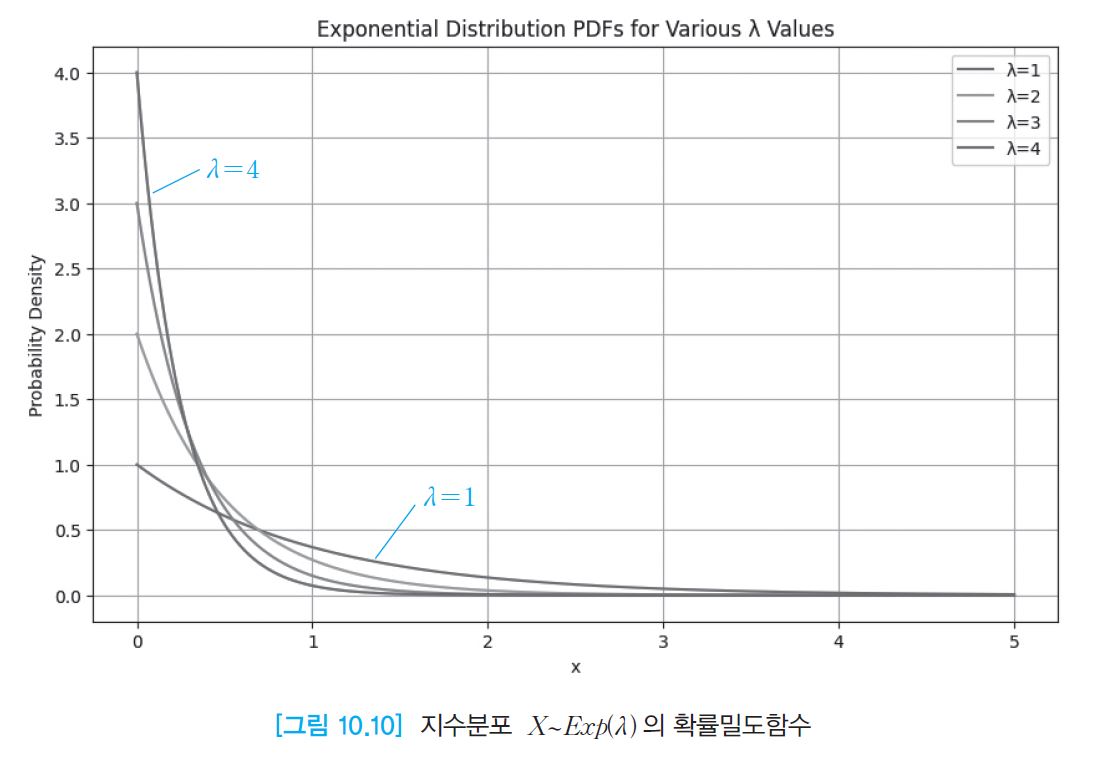 Exponential Distribution PDFs for Various λ Values
4.0
3.5
3.0
2.5
2.0
1.5
1.0
0.5
0.0
Probability Density
λ=1
λ=2
λ=3
λ=4
λ=4
λ=1
0 1 2 3 4 5
x
[그림 10.10] 지수분포 X~Exp(λ)의 확률밀도함수